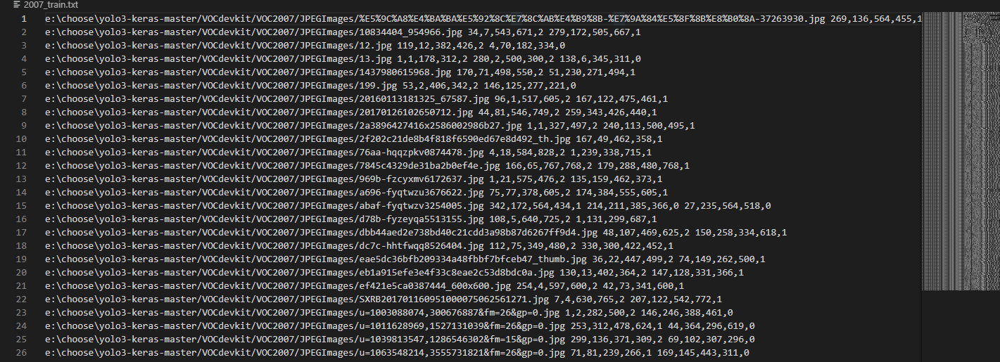 2007_train.txt
1 e:\choose\yolo3-keras-master/VOCdevkit/VOC2007/JPEGImages/%E5%9C%A8%E4%BA%BA%E5%92%8C%E7%8C%AB%E4%B9%8B-%E7%9A%84%E5%8F%8B%E8%B0%8A-37263930.jpg 269,136,564,455,1
2 e:\choose\yolo3-keras-master/VOCdevkit/VOC2007/JPEGImages/10834404_954966.jpg 34,7,543,671,2 279,172,505,667,1
3 e:\choose\yolo3-keras-master/VOCdevkit/VOC2007/JPEGImages/12.jpg 119,12,382,426,2 4,70,182,334,0
4 e:\choose\yolo3-keras-master/VOCdevkit/VOC2007/JPEGImages/13.jpg 1,1,178,312,2 280,2,500,300,2 138,6,345,311,0
5 e:\choose\yolo3-keras-master/VOCdevkit/VOC2007/JPEGImages/1437980615968.jpg 170,71,498,550,2 51,230,271,494,1
6 e:\choose\yolo3-keras-master/VOCdevkit/VOC2007/JPEGImages/199.jpg 53,2,406,342,2 146,125,277,221,0
7 e:\choose\yolo3-keras-master/VOCdevkit/VOC2007/JPEGImages/20160113181325_67587.jpg 96,1,517,605,2 167,122,475,461,1
8 e:\choose\yolo3-keras-master/VOCdevkit/VOC2007/JPEGImages/20170126102650712.jpg 44,81,546,749,2 259,343,426,440,1
9 e:\choose\yolo3-keras-master/VOCdevkit/VOC2007/JPEGImages/2a3896427416x2586002986b27.jpg 1,1,327,497,2 240,113,500,495,1
10 e:\choose\yolo3-keras-master/VOCdevkit/VOC2007/JPEGImages/2f202c21de8b4f818f6590ed67e8d492_th.jpg 167,49,462,358,1
11 e:\choose\yolo3-keras-master/VOCdevkit/VOC2007/JPEGImages/76aa-hqqzpkv0874478.jpg 4,18,584,828,2 1,239,338,715,1
12 e:\choose\yolo3-keras-master/VOCdevkit/VOC2007/JPEGImages/7845c4329de31ba2b0ef4e.jpg 166,65,767,768,2 179,288,480,768,1
13 e:\choose\yolo3-keras-master/VOCdevkit/VOC2007/JPEGImages/969b-fzcyxmv6172637.jpg 1,21,575,476,2 135,159,462,373,1
14 e:\choose\yolo3-keras-master/VOCdevkit/VOC2007/JPEGImages/a696-fyqtwzu3676622.jpg 75,77,378,605,2 174,384,555,605,1
15 e:\choose\yolo3-keras-master/VOCdevkit/VOC2007/JPEGImages/abaf-fyqtwzv3254005.jpg 342,172,564,434,1 214,211,385,366,0 27,235,564,518,0
16 e:\choose\yolo3-keras-master/VOCdevkit/VOC2007/JPEGImages/d78b-fyzeyqa5513155.jpg 108,5,640,725,2 1,131,299,687,1
17 e:\choose\yolo3-keras-master/VOCdevkit/VOC2007/JPEGImages/dbb44aed2e738bd40c21cdd3a98b87d6267ff9d4.jpg 48,107,469,625,2 150,258,334,618,1
18 e:\choose\yolo3-keras-master/VOCdevkit/VOC2007/JPEGImages/dc7c-hhtfwqq8526404.jpg 112,75,349,480,2 330,300,422,452,1
19 e:\choose\yolo3-keras-master/VOCdevkit/VOC2007/JPEGImages/eae5dc36bfb209334a48fbbf7bfceb47_thumb.jpg 36,22,447,499,2 74,149,262,500,1
20 e:\choose\yolo3-keras-master/VOCdevkit/VOC2007/JPEGImages/eb1a915efe3e4f33c8eae2c53d8bdc0a.jpg 130,13,402,364,2 147,128,331,366,1
21 e:\choose\yolo3-keras-master/VOCdevkit/VOC2007/JPEGImages/ef421e5ca0387444_600x600.jpg 254,4,597,600,2 42,73,341,600,1
22 e:\choose\yolo3-keras-master/VOCdevkit/VOC2007/JPEGImages/SXRB201701160951000075062561271.jpg 7,4,630,765,2 207,122,542,772,1
23 e:\choose\yolo3-keras-master/VOCdevkit/VOC2007/JPEGImages/u=1003088074,300676887&fm=26&gp=0.jpg 1,2,282,500,2 146,246,388,461,0
24 e:\choose\yolo3-keras-master/VOCdevkit/VOC2007/JPEGImages/u=1011628969,1527131039&fm=26&gp=0.jpg 253,312,478,624,1 44,364,296,619,0
25 e:\choose\yolo3-keras-master/VOCdevkit/VOC2007/JPEGImages/u=1039813547,1286546302&fm=15&gp=0.jpg 299,136,371,309,2 69,102,307,296,0
26 e:\choose\yolo3-keras-master/VOCdevkit/VOC2007/JPEGImages/u=1063548214,3555731821&fm=26&gp=0.jpg 71,81,239,266,1 169,145,443,311,0